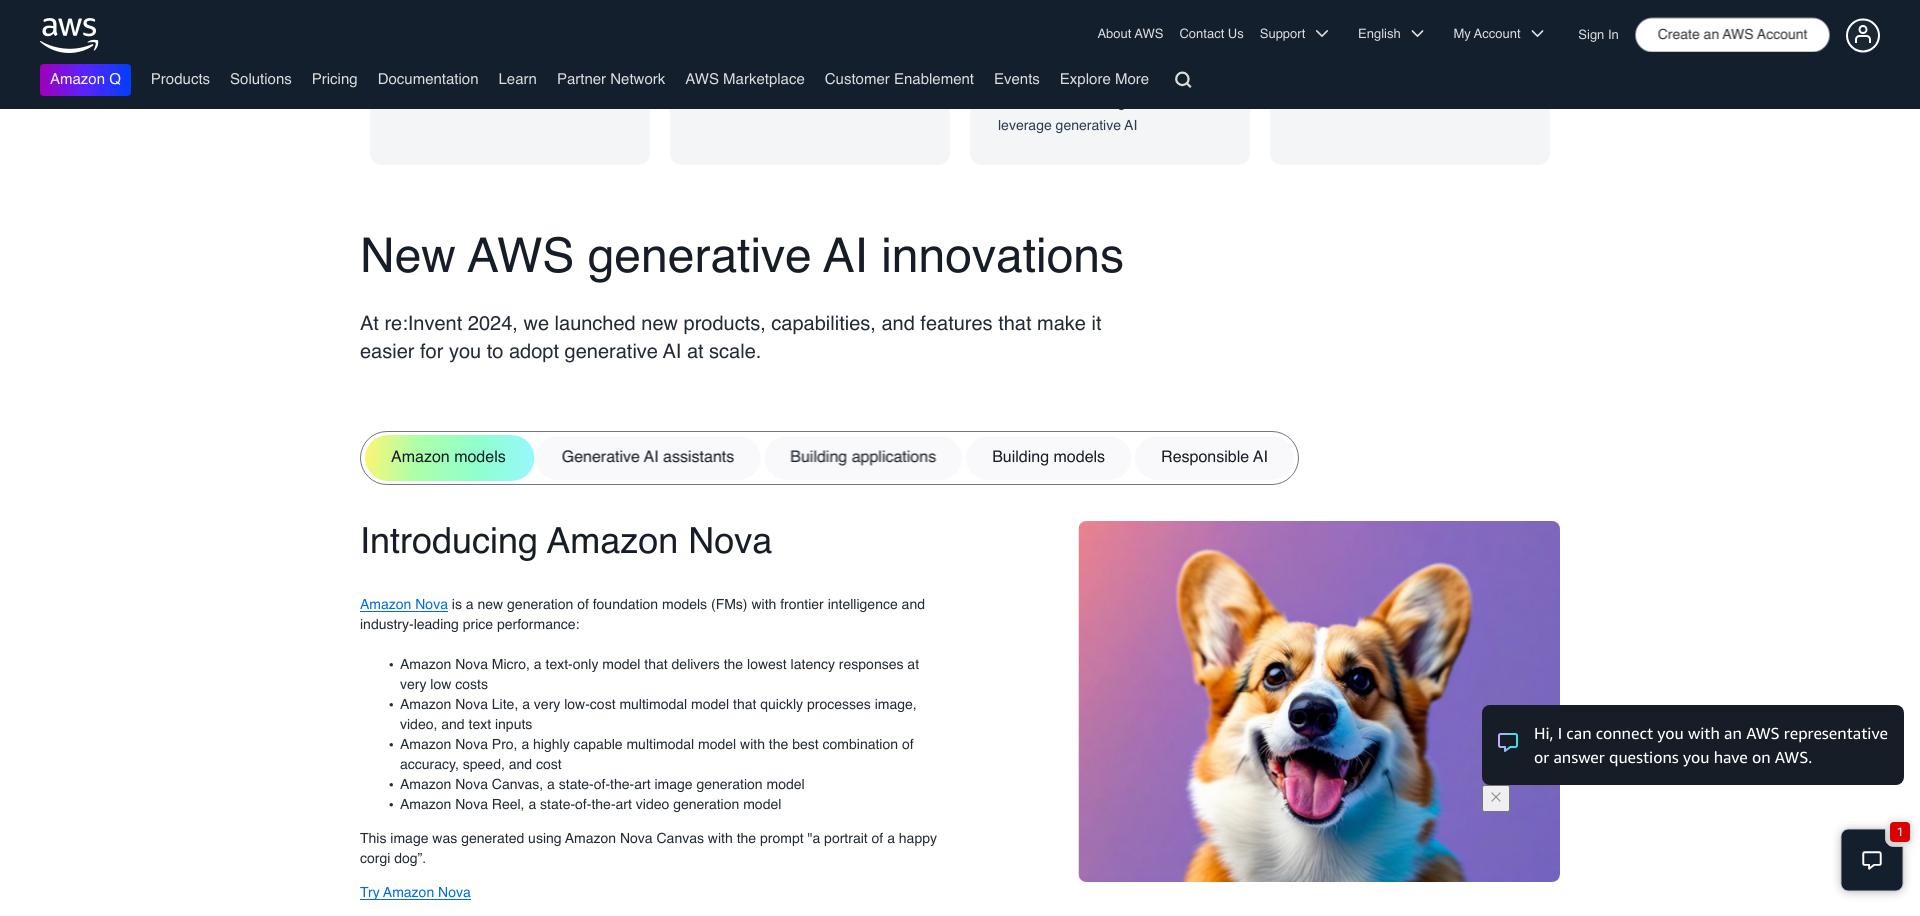 aws
About AWS Contact Us Support English My Account Sign In Create an AWS Account
Amazon Q Products Solutions Pricing Documentation Learn Partner Network AWS Marketplace Customer Enablement Events Explore More
leverage generative AI
New AWS generative AI innovations
At re:Invent 2024, we launched new products, capabilities, and features that make it
easier for you to adopt generative AI at scale.
Amazon models Generative AI assistants Building applications Building models Responsible AI
Introducing Amazon Nova
Amazon Nova is a new generation of foundation models (FMs) with frontier intelligence and
industry-leading price performance:
• Amazon Nova Micro, a text-only model that delivers the lowest latency responses at
very low costs
• Amazon Nova Lite, a very low-cost multimodal model that quickly processes image,
video, and text inputs
• Amazon Nova Pro, a highly capable multimodal model with the best combination of
accuracy, speed, and cost
• Amazon Nova Canvas, a state-of-the-art image generation model
• Amazon Nova Reel, a state-of-the-art video generation model
This image was generated using Amazon Nova Canvas with the prompt "a portrait of a happy
corgi dog”.
Try Amazon Nova
Hi, I can connect you with an AWS representative
or answer questions you have on AWS.
1